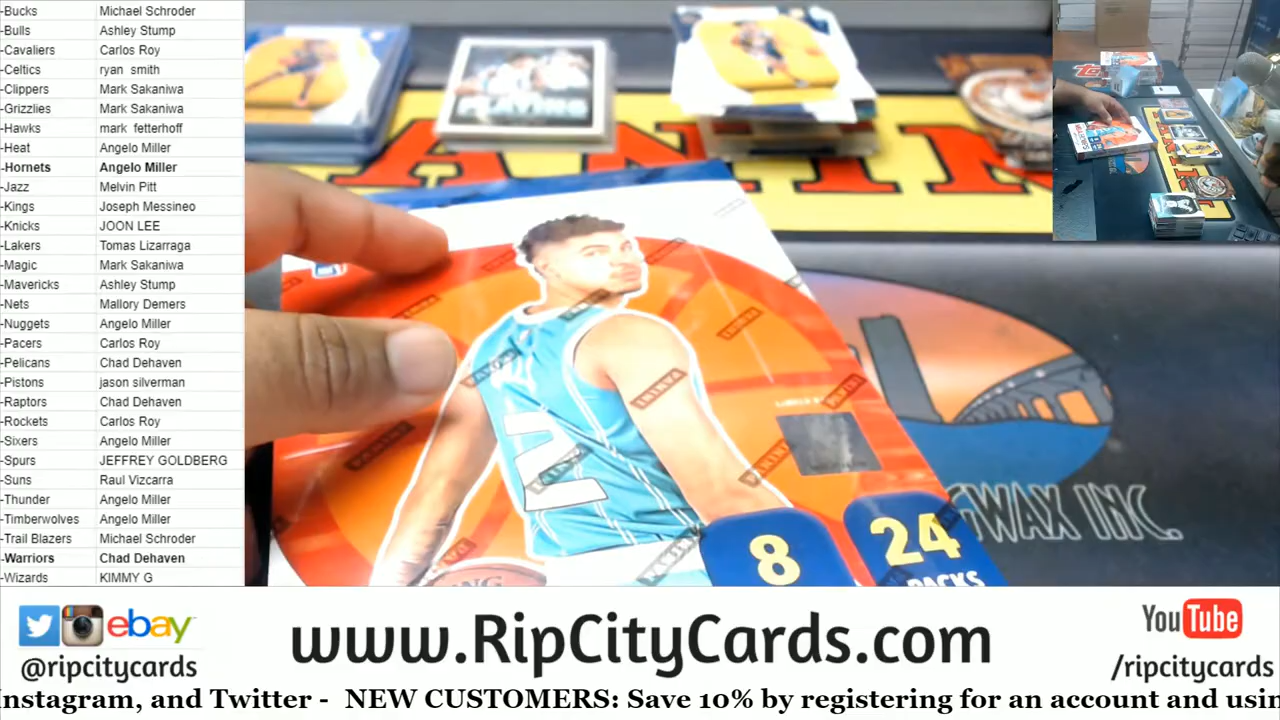 -Bucks Michael Schroder
-Bulls Ashley Stump
-Cavaliers Carlos Roy
-Celtics ryan smith
-Clippers Mark Sakaniwa
-Grizzlies Mark Sakaniwa
-Hawks mark fetterhoff
-Heat Angelo Miller
-Hornets Angelo Miller
-Jazz Melvin Pitt
-Kings Joseph Messineo
-Knicks JOON LEE
-Lakers Tomas Lizarraga
-Magic Mark Sakaniwa
-Mavericks Ashley Stump
-Nets Mallory Demers
-Nuggets Angelo Miller
-Pacers Carlos Roy
-Pelicans Chad Dehaven
-Pistons jason silverman
-Raptors Chad Dehaven
-Rockets Carlos Roy
-Sixers Angelo Miller
-Spurs JEFFREY GOLDBERG
-Suns Raul Vizcarra
-Thunder Angelo Miller
-Timberwolves Angelo Miller
-Trail Blazers Michael Schroder
-Warriors Chad Dehaven
-Wizards KIMMY G
PANINI
2
8
24
PACKS
GWAX INC.
ebay
@ripcitycards
www.RipCityCards.com
YouTube
/ripcitycards
Instagram, and Twitter - NEW CUSTOMERS: Save 10% by registering for an account and usin